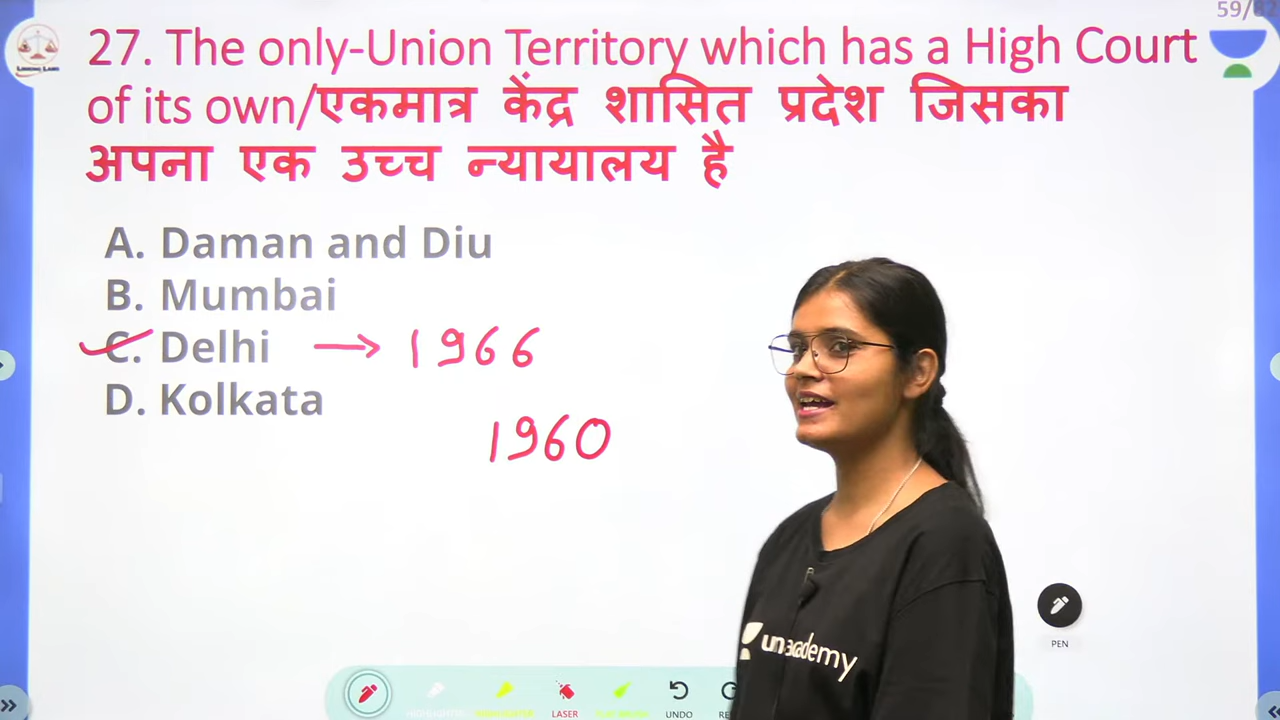 59/82
27. The only-Union Territory which has a High Court
of its own/एकमात्र केंद्र शासित प्रदेश जिसका
अपना एक उच्च न्यायालय है
A. Daman and Diu
B. Mumbai
C. Delhi → 1966
D. Kolkata
1960
unacademy
PEN
LASER
UNDO